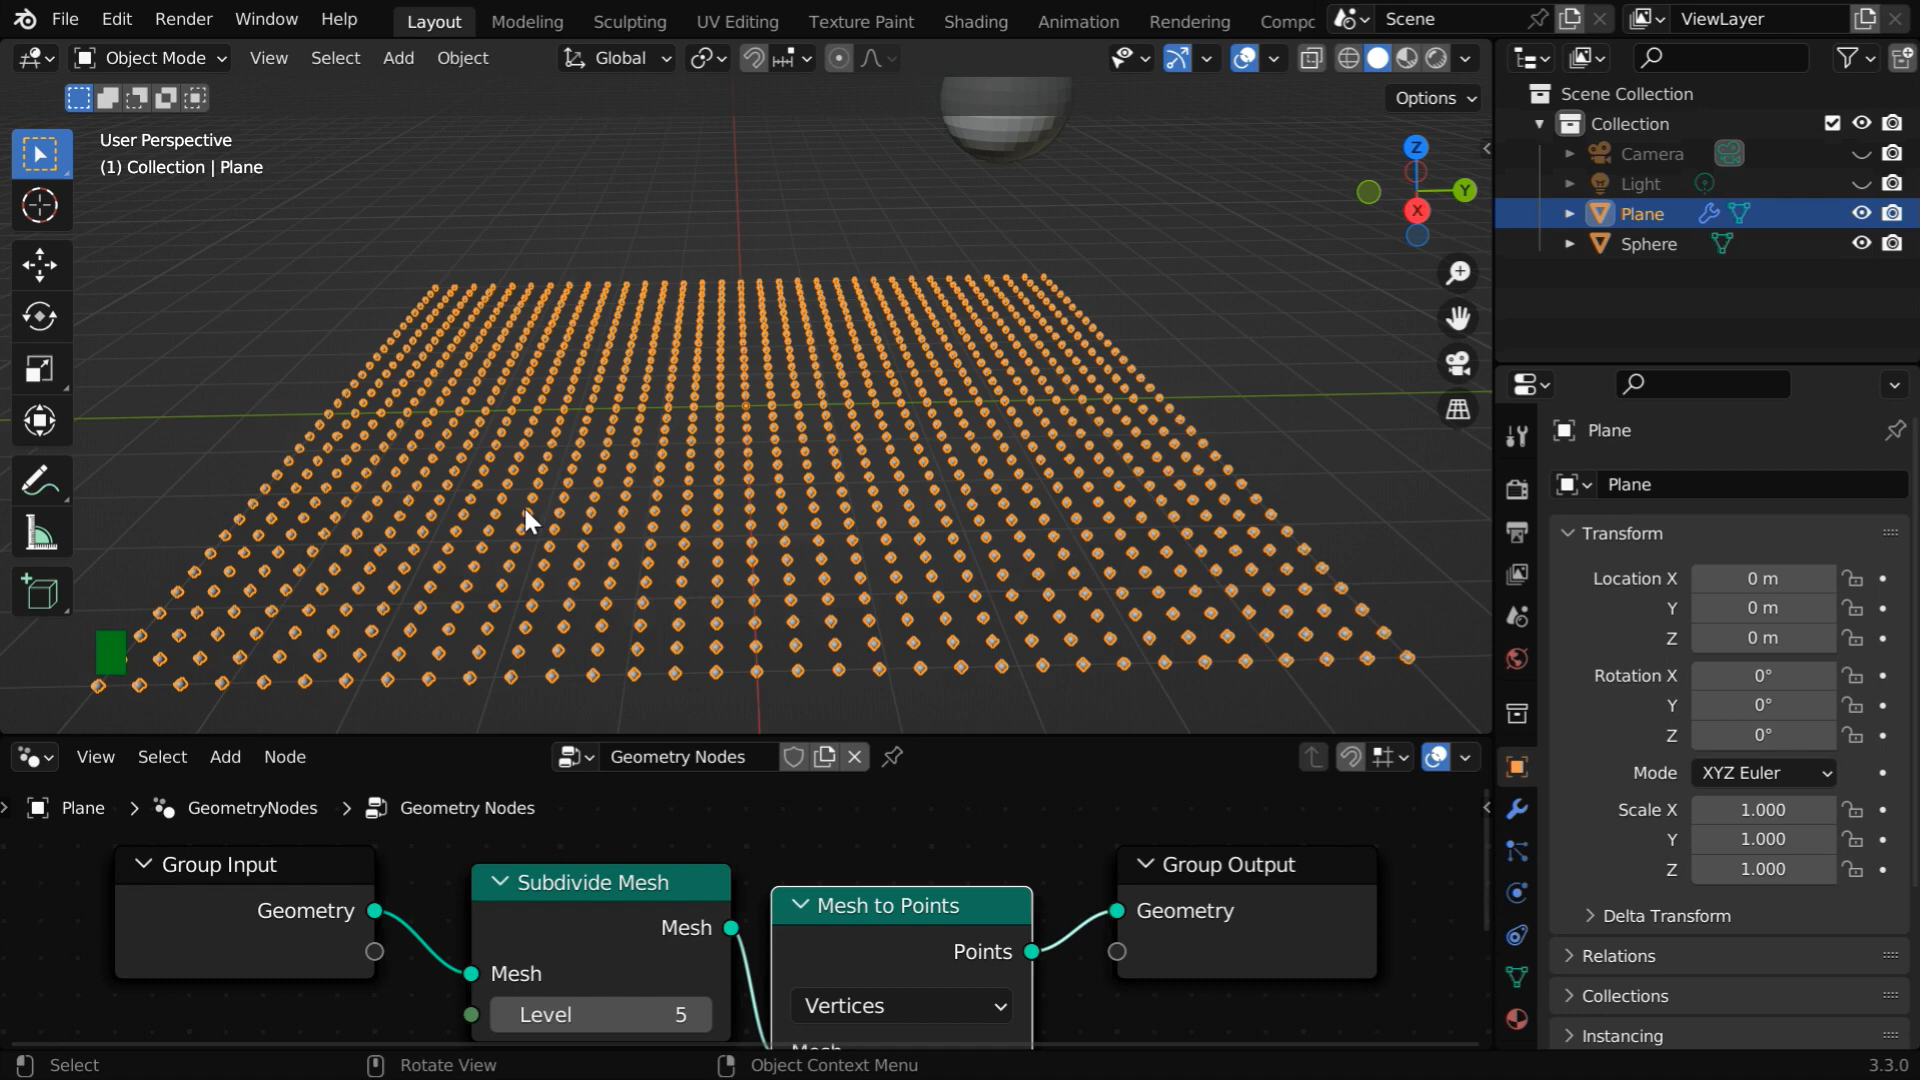 File Edit Render Window Help Layout Modeling Sculpting UV Editing Texture Paint Shading Animation Rendering Compc Scene ViewLayer
Object Mode View Select Add Object Global
Options
User Perspective
(1) Collection | Plane
Z
Y
X
Scene Collection
Collection
Camera
Light
Plane
Sphere
Plane
Plane
Transform
Location X 0 m
Y 0 m
Z 0 m
Rotation X 0°
Y 0°
Z 0°
Mode XYZ Euler
Scale X 1.000
Y 1.000
Z 1.000
Delta Transform
Relations
Collections
Instancing
View Select Add Node Geometry Nodes
Plane GeometryNodes Geometry Nodes
Group Input
Geometry
Subdivide Mesh
Mesh
Mesh
Level 5
Mesh to Points
Points
Vertices
Mesh
Group Output
Geometry
Select Rotate View Object Context Menu 3.3.0